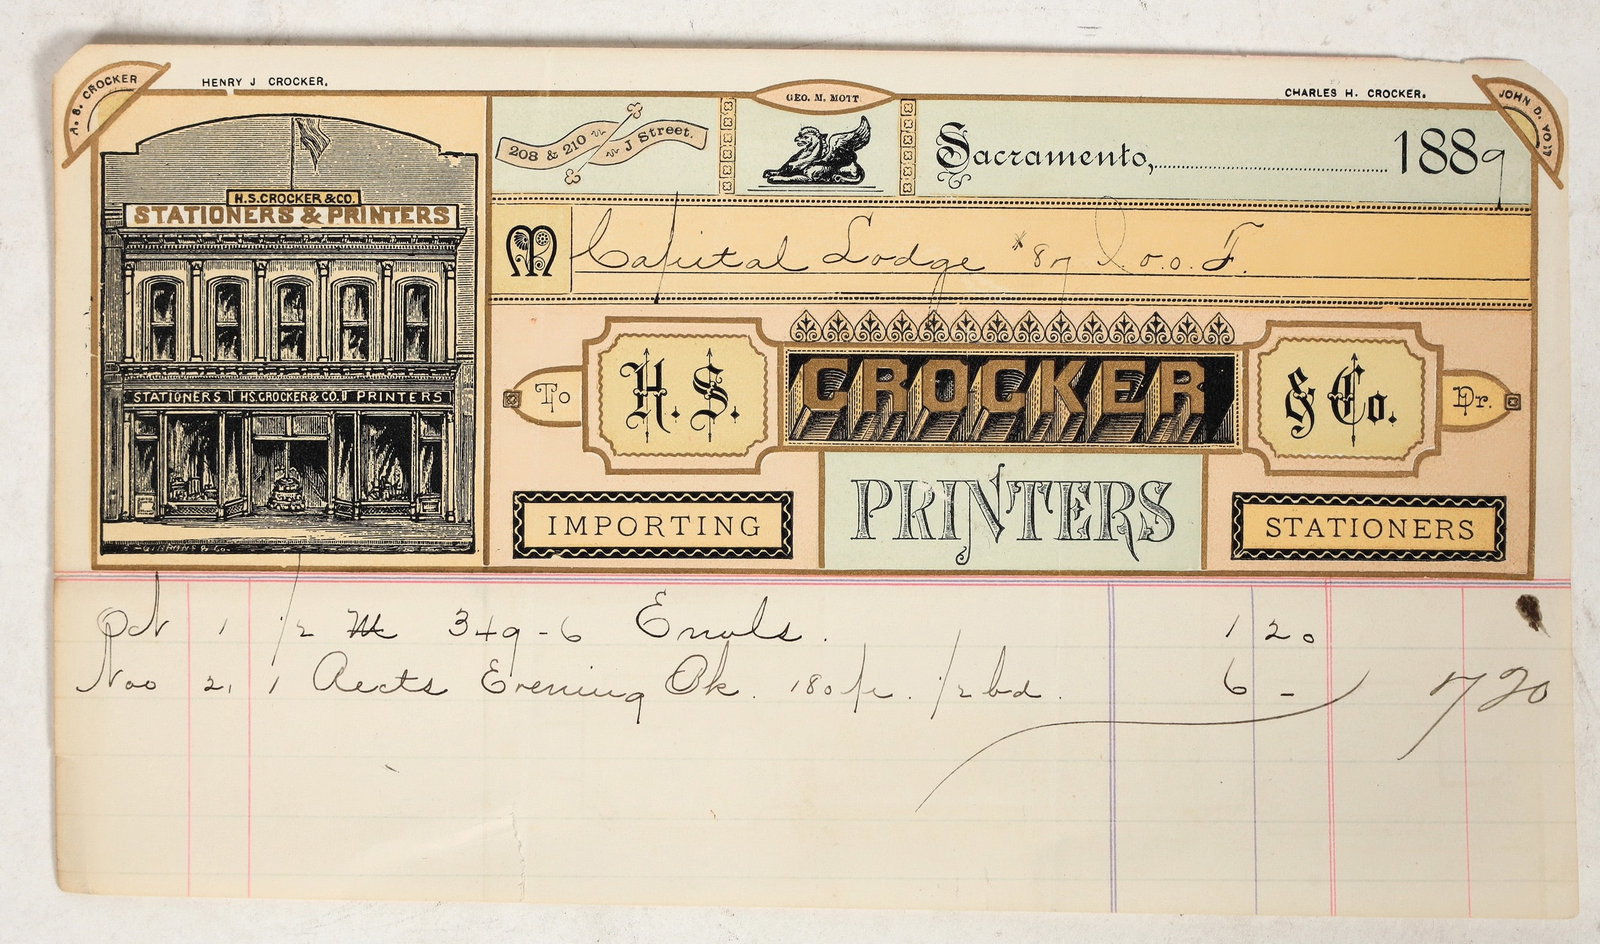 A. B. CROCKER
HENRY J CROCKER.
GEO. M. MOTT
CHARLES H. CROCKER.
JOHN D. YOST
208 & 210 J Street.
Sacramento, 1889
H.S. CROCKER & CO.
STATIONERS & PRINTERS
M Capital Lodge #87 I.o.o.F.
STATIONERS H.S. CROCKER & CO. PRINTERS
To H. S. CROCKER & Co. Dr.
IMPORTING PRINTERS STATIONERS
Oct 1 1/2 M 349-6 Envels. 1 20
Nov 21 1 Rects Evening Bk. 180 pp. 1/2 bd. 6 - 7 20